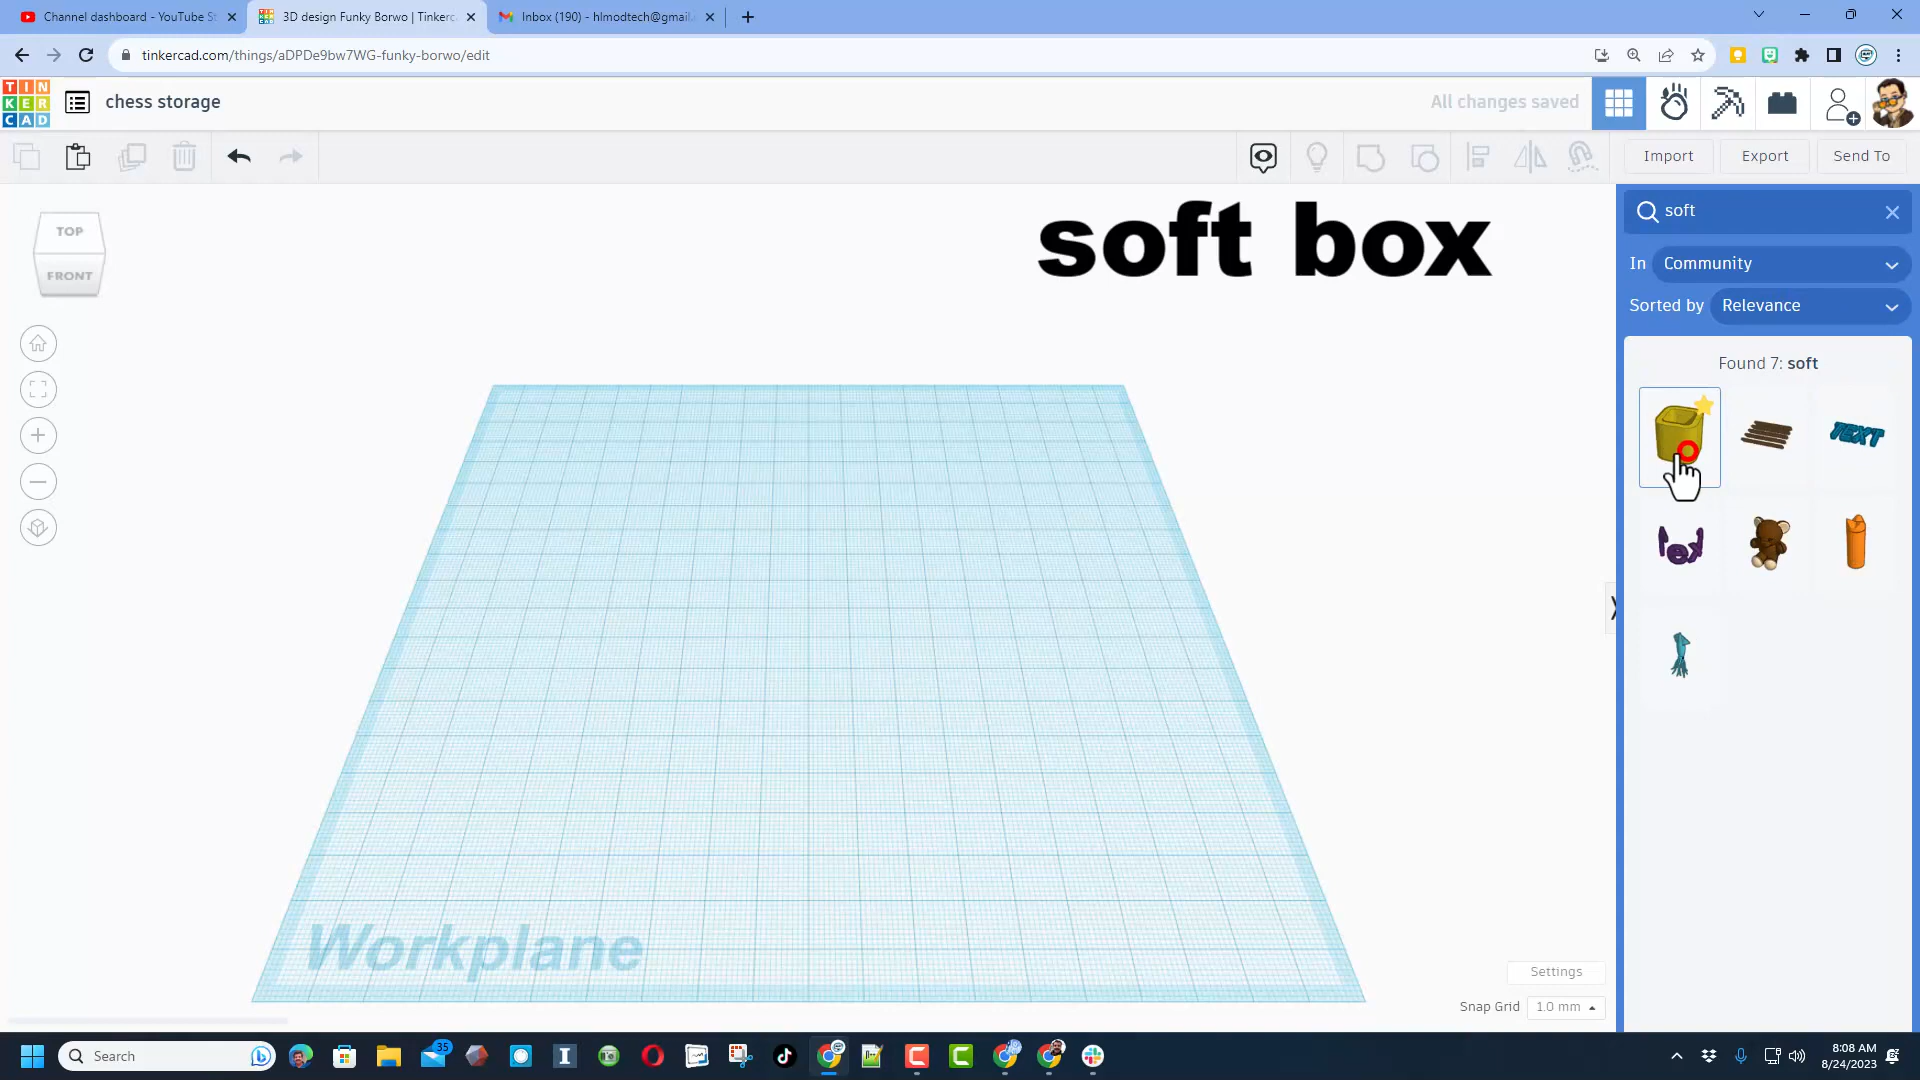 Channel dashboard - YouTube St
3D design Funky Borwo | Tinkerc
Inbox (190) - hlmodtech@gmail.
tinkercad.com/things/aDPDe9bw7WG-funky-borwo/edit
TIN
KER
CAD
chess storage
All changes saved
Import
Export
Send To
TOP
FRONT
soft box
soft
In Community
Sorted by Relevance
Found 7: soft
TEXT
Workplane
Settings
Snap Grid 1.0 mm
Search
35
8:08 AM
8/24/2023